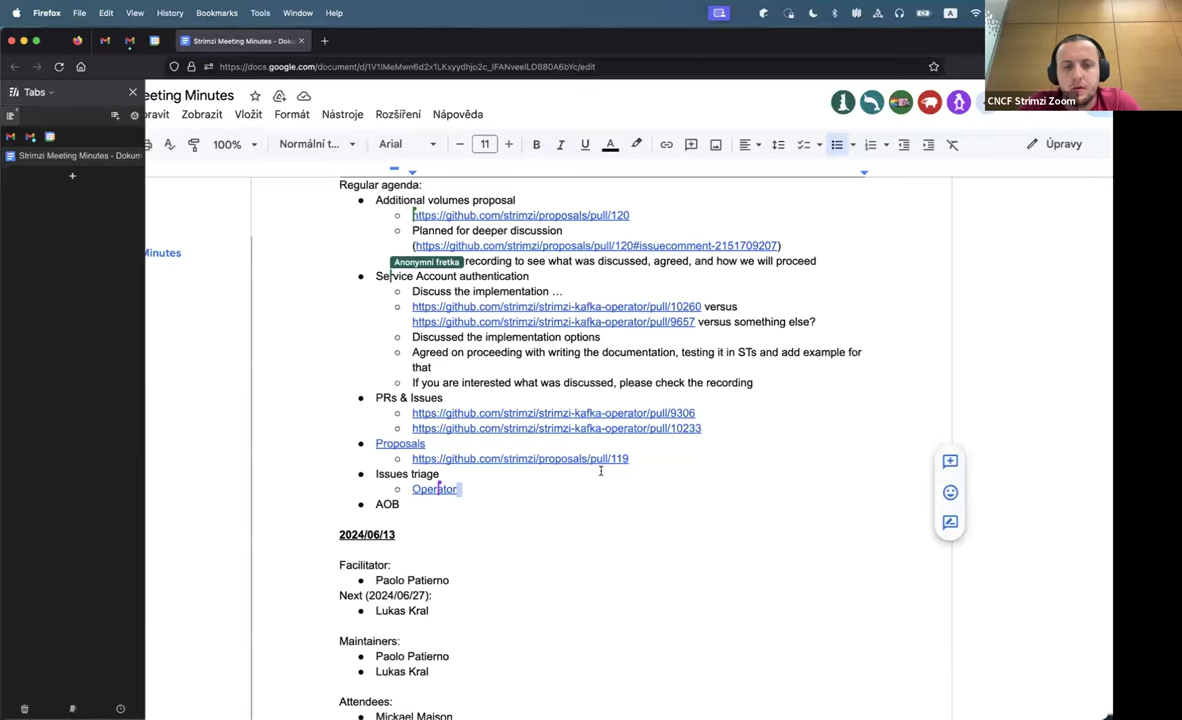 Firefox File Edit View History Bookmarks Tools Window Help
Strimzi Meeting Minutes - Doku
https://docs.google.com/document/d/
/edit
Tabs
eeting Minutes
pravit Zobrazit Vložit Formát Nástroje Rozšíření Nápověda
100% Normální t... Arial 11 Úpravy
Strimzi Meeting Minutes - Dokun
Minutes
CNCF Strimzi Zoom
Regular agenda:
Additional volumes proposal
https://github.com/strimzi/proposals/pull/120
Planned for deeper discussion
(https://github.com/strimzi/proposals/pull/120#issuecomment-2151709207)
Anonymní fretka
recording to see what was discussed, agreed, and how we will proceed
Service Account authentication
Discuss the implementation …
https://github.com/strimzi/strimzi-kafka-operator/pull/10260 versus
https://github.com/strimzi/strimzi-kafka-operator/pull/9657 versus something else?
Discussed the implementation options
Agreed on proceeding with writing the documentation, testing it in STs and add example for
that
If you are interested what was discussed, please check the recording
PRs & Issues
https://github.com/strimzi/strimzi-kafka-operator/pull/9306
https://github.com/strimzi/strimzi-kafka-operator/pull/10233
Proposals
https://github.com/strimzi/proposals/pull/119
Issues triage
Operator
AOB
2024/06/13
Facilitator:
Paolo Patierno
Next (2024/06/27):
Lukas Kral
Maintainers:
Paolo Patierno
Lukas Kral
Attendees:
Mickael Maison